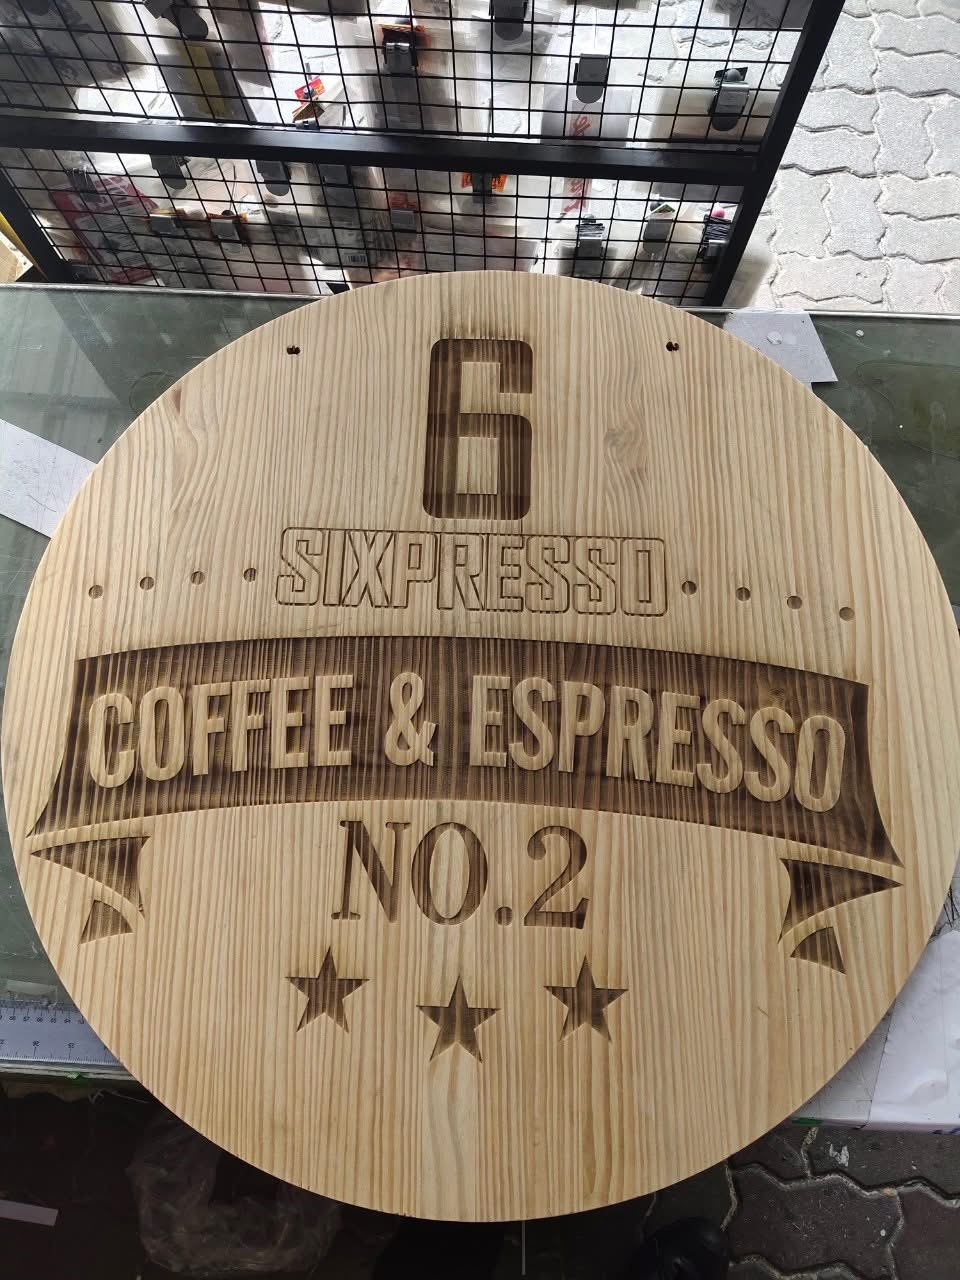 6
SIXPRESSO
COFFEE & ESPRESSO
NO.2